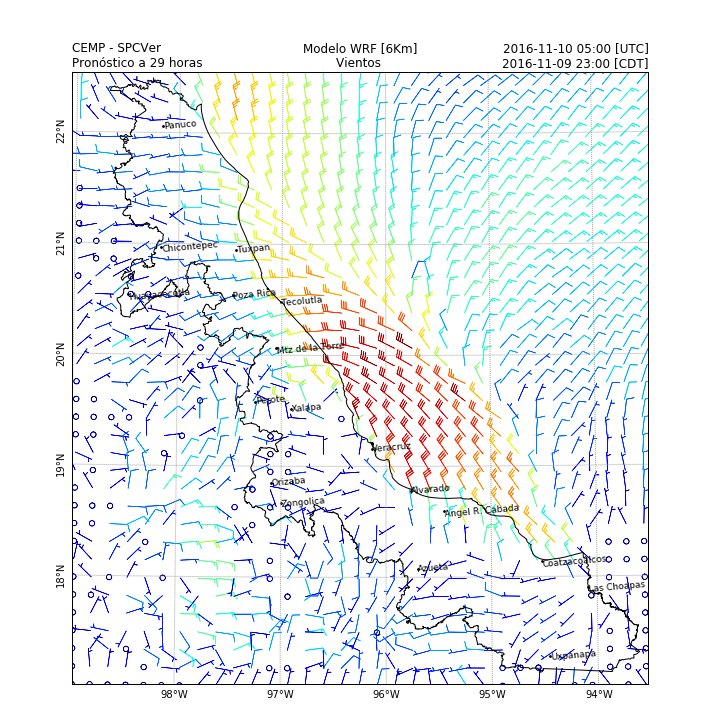 CEMP - SPCVer Modelo WRF [6Km] 2016-11-10 05:00 [UTC]
Pronóstico a 29 horas Vientos 2016-11-09 23:00 [CDT]
22°N
Panuco
21°N
Chicontepec
Tuxpan
Huayacocotla
Poza Rica
Tecolutla
20°N
Mtz de la Torre
Perote
Xalapa
Veracruz
19°N
Orizaba
Alvarado
Zongolica
Angel R. Cabada
18°N
Azueta
Coatzacoalcos
Las Choapas
Uxpanapa
98°W 97°W 96°W 95°W 94°W